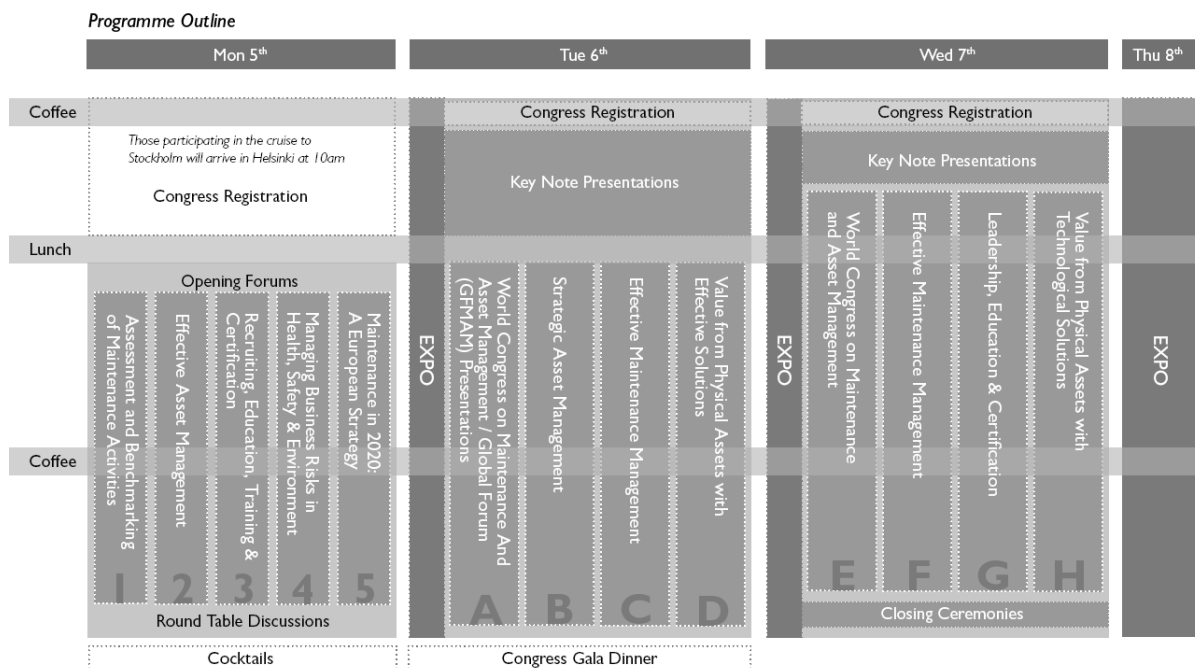 Programme Outline
Mon 5th
Tue 6th
Wed 7th
Thu 8th
Coffee
Those participating in the cruise to
Stockholm will arrive in Helsinki at 10am
Congress Registration
Congress Registration
Key Note Presentations
Congress Registration
Key Note Presentations
Lunch
Opening Forums
Assessment and Benchmarking
of Maintenance Activities
1
Effective Asset Management
2
Recruiting, Education, Training &
Certification
3
Managing Business Risks in
Health, Safety & Environment
4
Maintenance in 2020:
A European Strategy
5
Round Table Discussions
Cocktails
EXPO
World Congress on Maintenance And
Asset Management / Global Forum
(GFMAM) Presentations
A
Strategic Asset Management
B
Effective Maintenance Management
C
Value from Physical Assets with
Effective Solutions
D
Congress Gala Dinner
EXPO
World Congress on Maintenance
and Asset Management
E
Effective Maintenance Management
F
Leadership, Education & Certification
G
Value from Physical Assets with
Technological Solutions
H
Closing Ceremonies
EXPO
Coffee